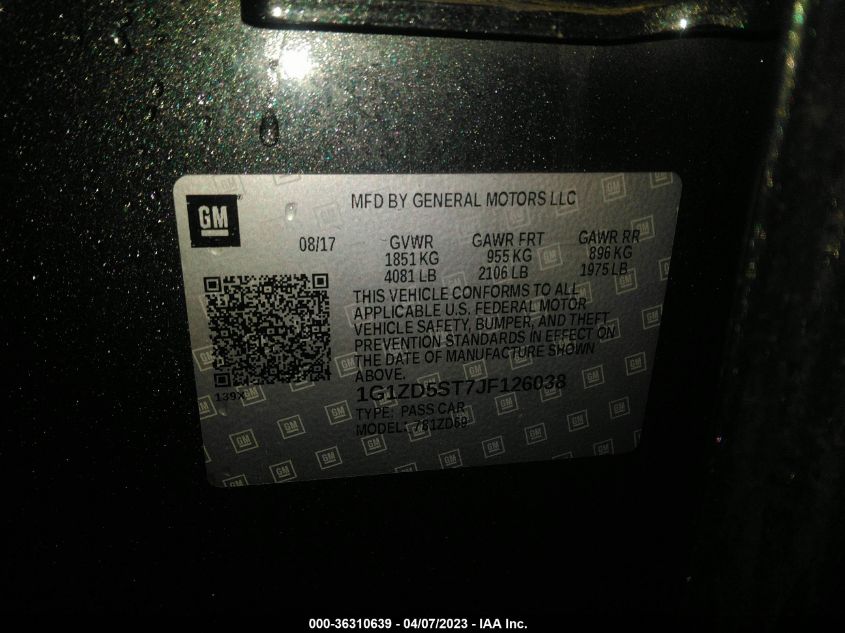 GM
MFD BY GENERAL MOTORS LLC
08/17 GVWR GAWR FRT GAWR RR
1851 KG 955 KG 896 KG
4081 LB 2106 LB 1975 LB
THIS VEHICLE CONFORMS TO ALL
APPLICABLE U.S. FEDERAL MOTOR
VEHICLE SAFETY, BUMPER, AND THEFT
PREVENTION STANDARDS IN EFFECT ON
THE DATE OF MANUFACTURE SHOWN
ABOVE.
139X
1G1ZD5ST7JF126038
TYPE: PASS CAR
MODEL: 781ZD69
000-36310639 - 04/07/2023 - IAA Inc.